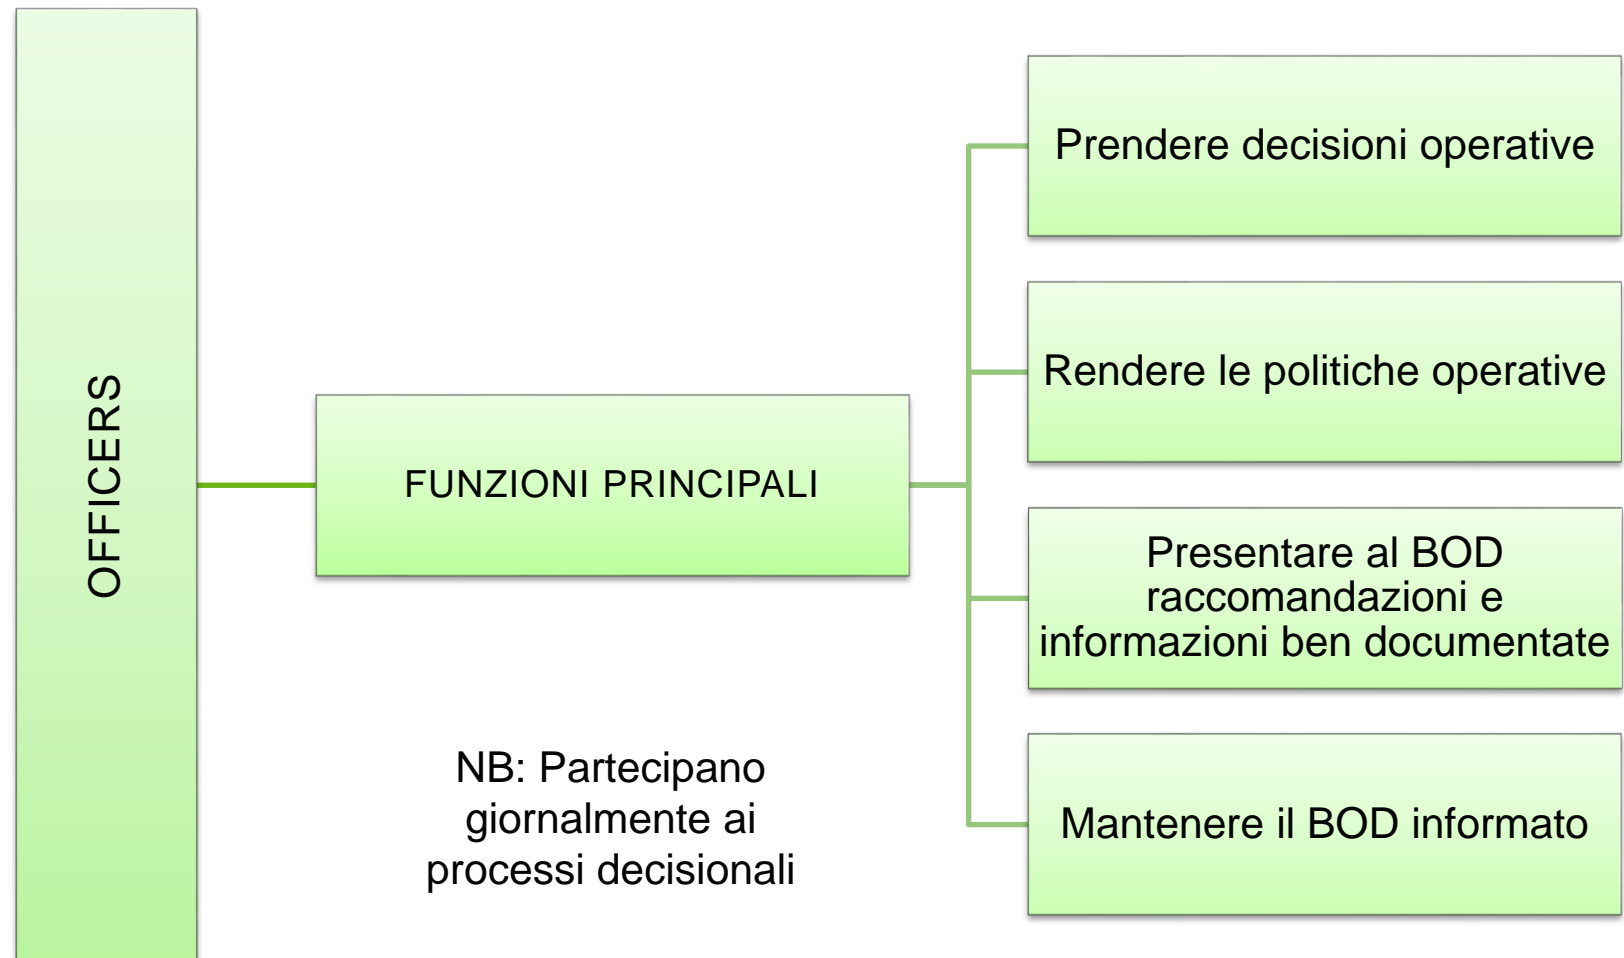 OFFICERS
FUNZIONI PRINCIPALI
Prendere decisioni operative
Rendere le politiche operative
Presentare al BOD
raccomandazioni e
informazioni ben documentate
Mantenere il BOD informato
NB: Partecipano
giornalmente ai
processi decisionali